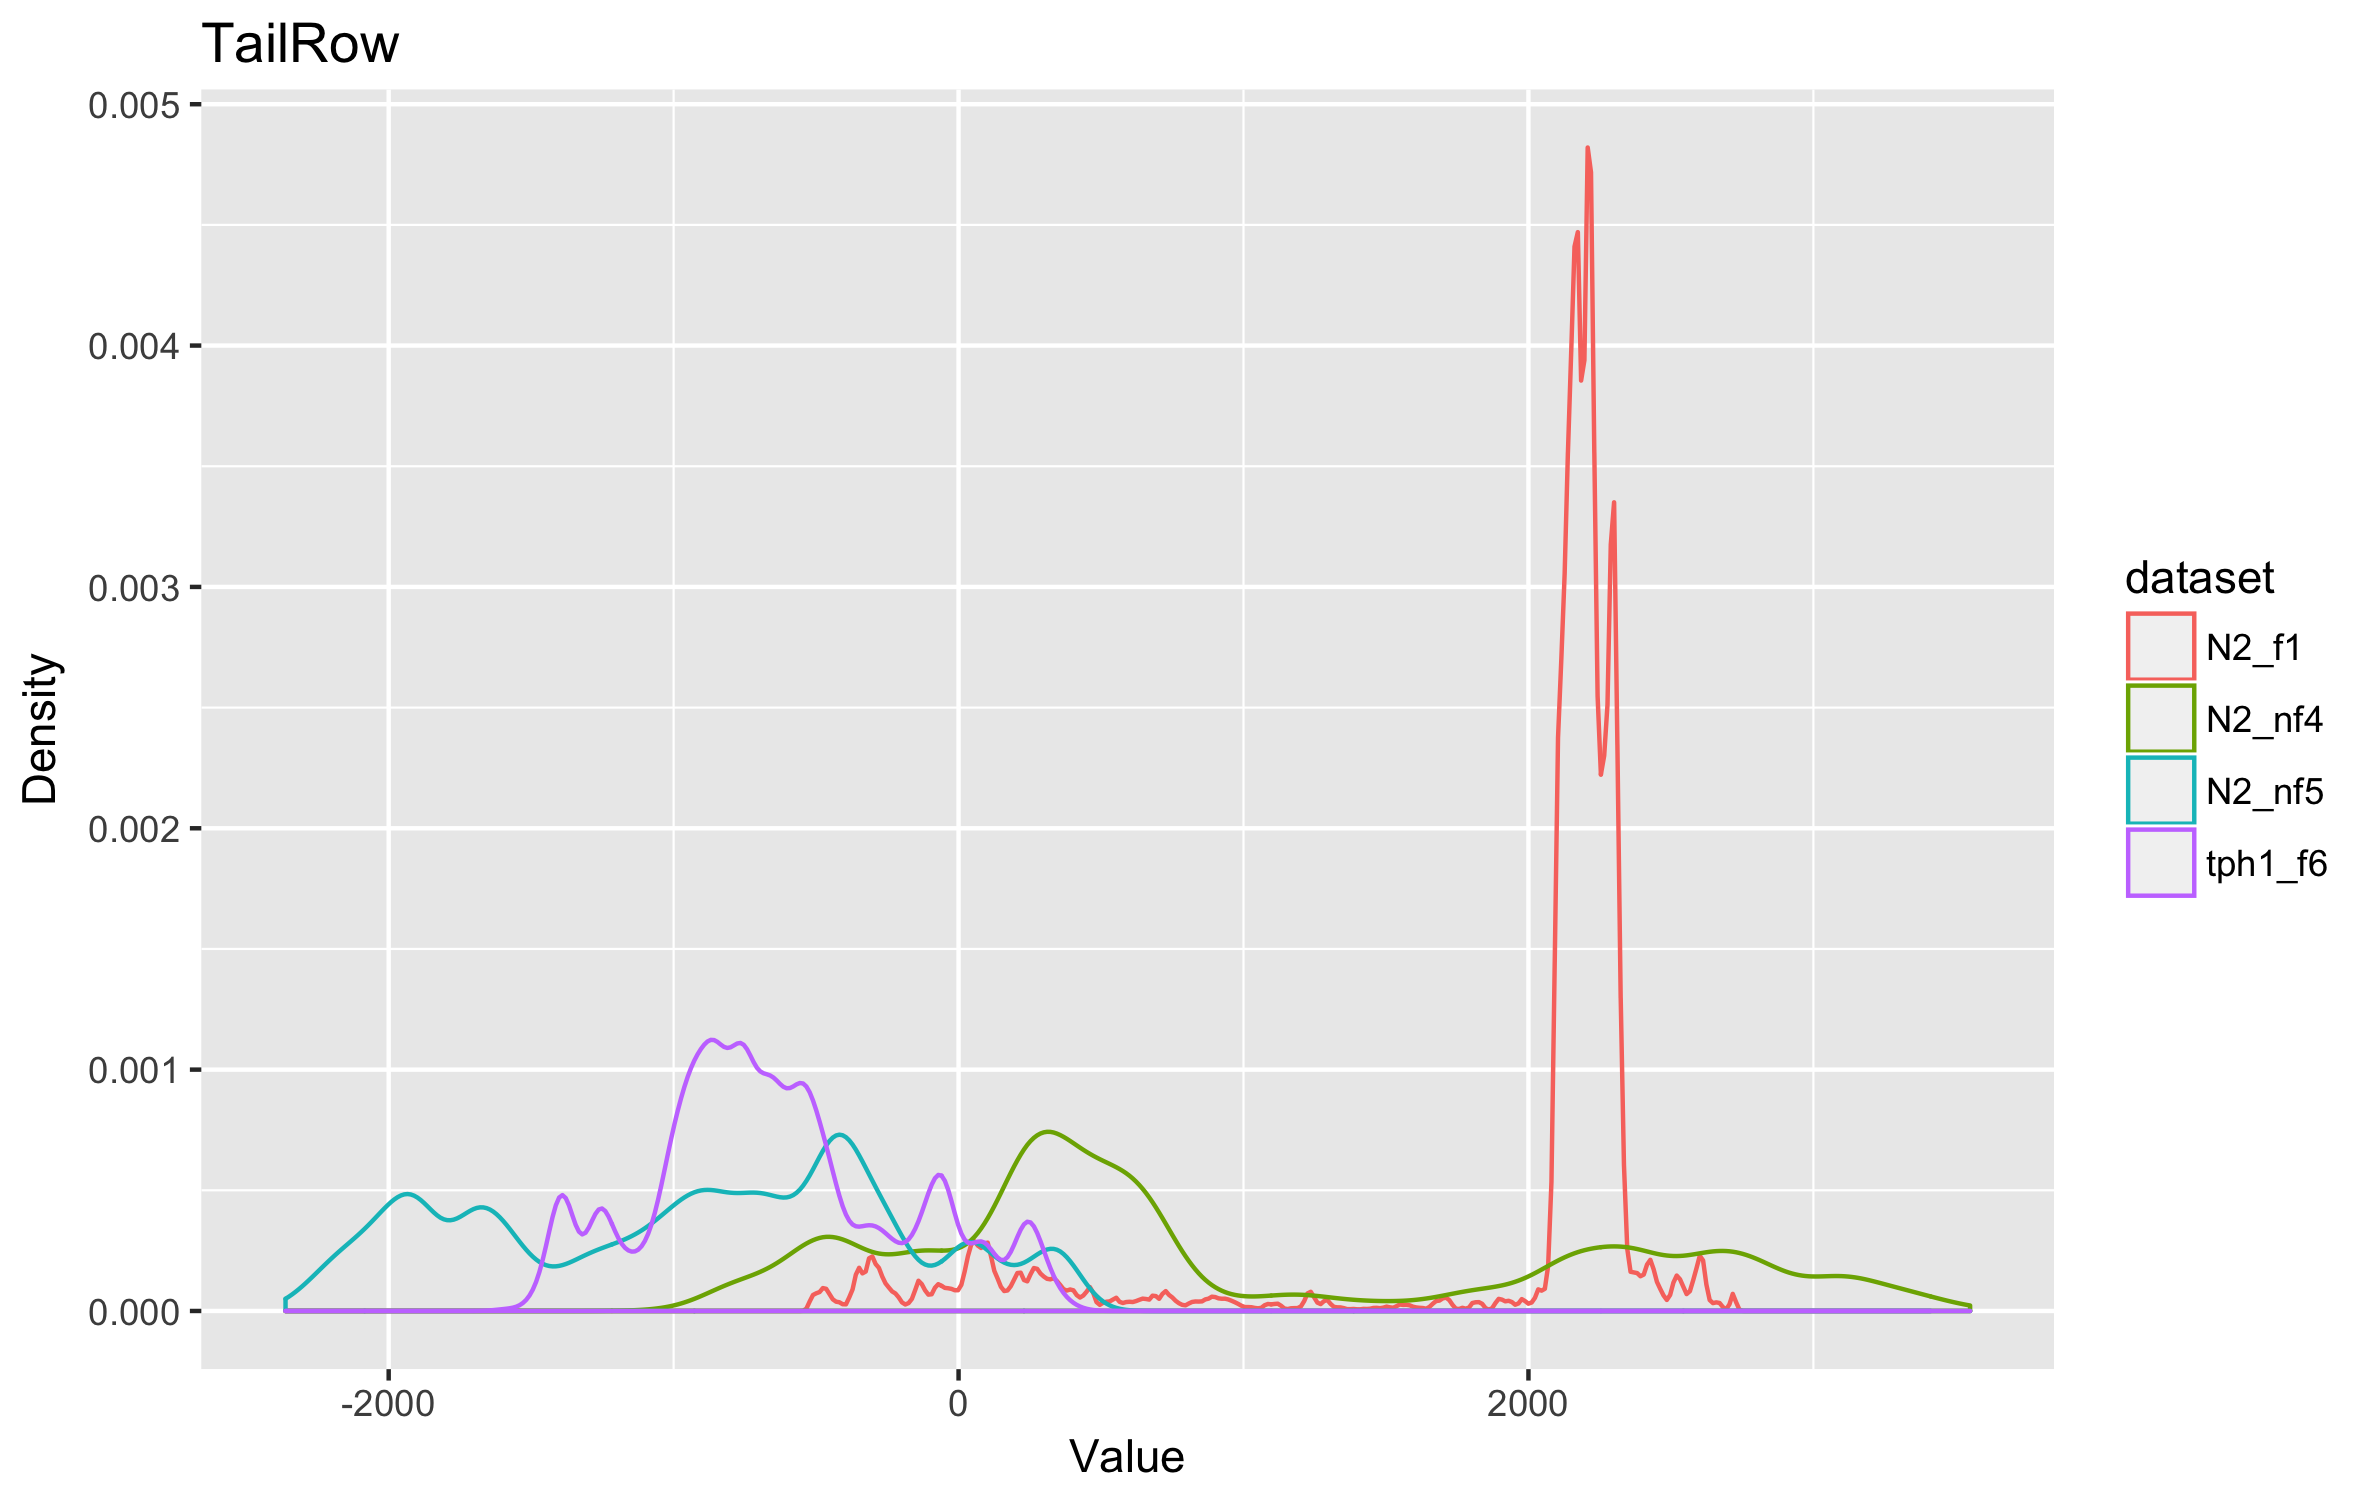 TailRow
0.005
0.004
0.003
0.002
0.001
0.000
Density
-2000 0 2000
Value
dataset
N2_f1
N2_nf4
N2_nf5
tph1_f6